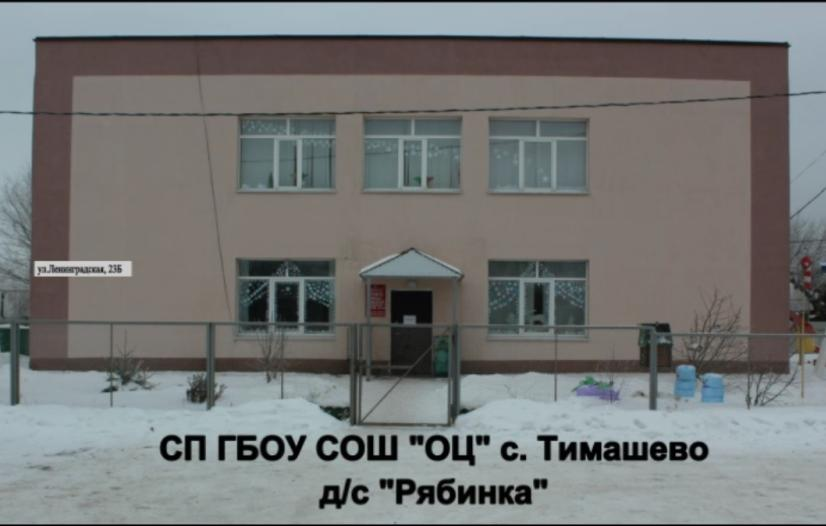 ул.Ленинградская, 23Б
СП ГБОУ СОШ "ОЦ" с. Тимашево
д/с "Рябинка"